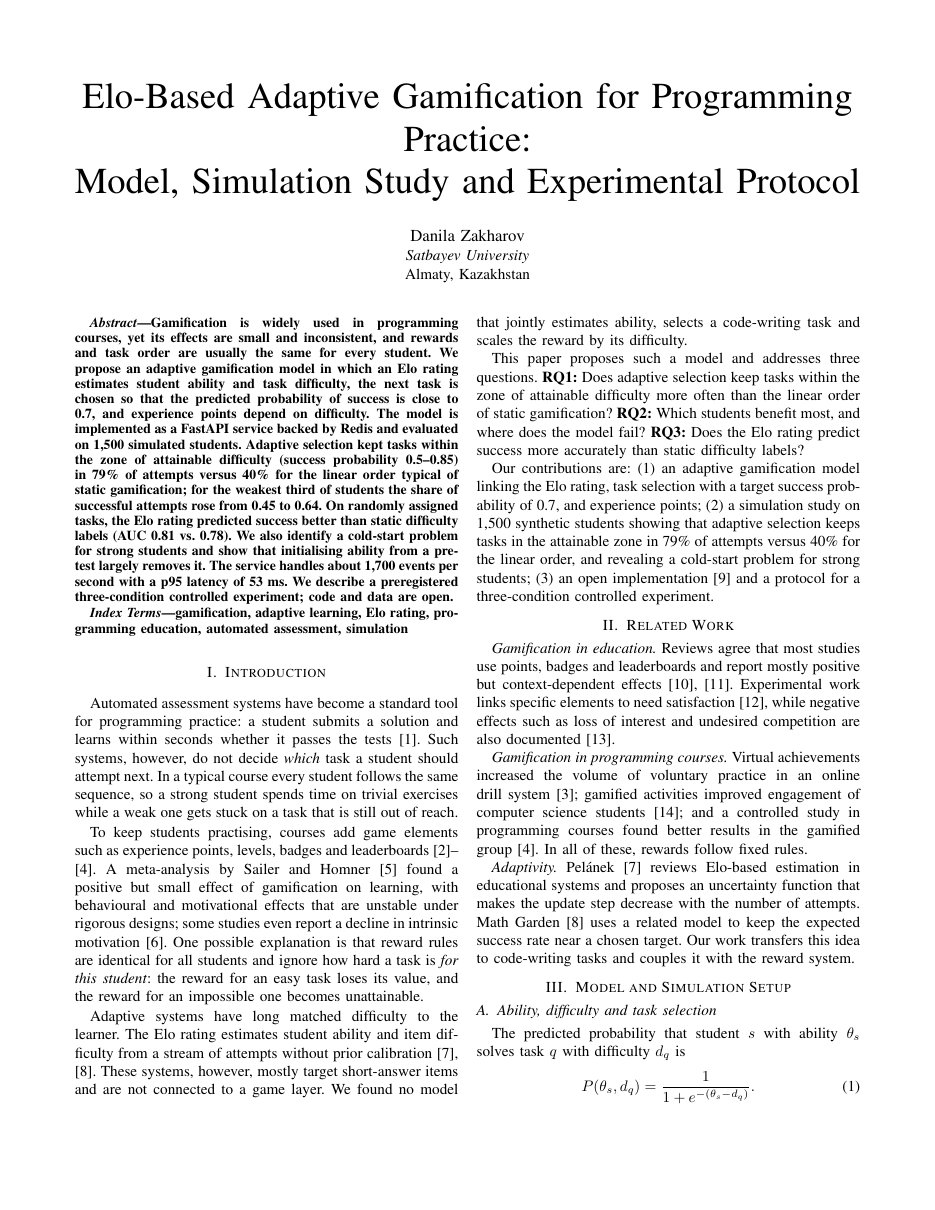 Elo-Based Adaptive Gamification for Programming
Practice:
Model, Simulation Study and Experimental Protocol
Danila Zakharov
Satbayev University
Almaty, Kazakhstan
Abstract—Gamification is widely used in programming
courses, yet its effects are small and inconsistent, and rewards
and task order are usually the same for every student. We
propose an adaptive gamification model in which an Elo rating
estimates student ability and task difficulty, the next task is
chosen so that the predicted probability of success is close to
0.7, and experience points depend on difficulty. The model is
implemented as a FastAPI service backed by Redis and evaluated
on 1,500 simulated students. Adaptive selection kept tasks within
the zone of attainable difficulty (success probability 0.5–0.85)
in 79% of attempts versus 40% for the linear order typical of
static gamification; for the weakest third of students the share of
successful attempts rose from 0.45 to 0.64. On randomly assigned
tasks, the Elo rating predicted success better than static difficulty
labels (AUC 0.81 vs. 0.78). We also identify a cold-start problem
for strong students and show that initialising ability from a pre-
test largely removes it. The service handles about 1,700 events per
second with a p95 latency of 53 ms. We describe a preregistered
three-condition controlled experiment; code and data are open.
Index Terms—gamification, adaptive learning, Elo rating, pro-
gramming education, automated assessment, simulation
I. INTRODUCTION
Automated assessment systems have become a standard tool
for programming practice: a student submits a solution and
learns within seconds whether it passes the tests [1]. Such
systems, however, do not decide which task a student should
attempt next. In a typical course every student follows the same
sequence, so a strong student spends time on trivial exercises
while a weak one gets stuck on a task that is still out of reach.
To keep students practising, courses add game elements
such as experience points, levels, badges and leaderboards [2]–
[4]. A meta-analysis by Sailer and Homner [5] found a
positive but small effect of gamification on learning, with
behavioural and motivational effects that are unstable under
rigorous designs; some studies even report a decline in intrinsic
motivation [6]. One possible explanation is that reward rules
are identical for all students and ignore how hard a task is for
this student: the reward for an easy task loses its value, and
the reward for an impossible one becomes unattainable.
Adaptive systems have long matched difficulty to the
learner. The Elo rating estimates student ability and item dif-
ficulty from a stream of attempts without prior calibration [7],
[8]. These systems, however, mostly target short-answer items
and are not connected to a game layer. We found no model
that jointly estimates ability, selects a code-writing task and
scales the reward by its difficulty.
This paper proposes such a model and addresses three
questions. RQ1: Does adaptive selection keep tasks within the
zone of attainable difficulty more often than the linear order
of static gamification? RQ2: Which students benefit most, and
where does the model fail? RQ3: Does the Elo rating predict
success more accurately than static difficulty labels?
Our contributions are: (1) an adaptive gamification model
linking the Elo rating, task selection with a target success prob-
ability of 0.7, and experience points; (2) a simulation study on
1,500 synthetic students showing that adaptive selection keeps
tasks in the attainable zone in 79% of attempts versus 40% for
the linear order, and revealing a cold-start problem for strong
students; (3) an open implementation [9] and a protocol for a
three-condition controlled experiment.
II. RELATED WORK
Gamification in education. Reviews agree that most studies
use points, badges and leaderboards and report mostly positive
but context-dependent effects [10], [11]. Experimental work
links specific elements to need satisfaction [12], while negative
effects such as loss of interest and undesired competition are
also documented [13].
Gamification in programming courses. Virtual achievements
increased the volume of voluntary practice in an online
drill system [3]; gamified activities improved engagement of
computer science students [14]; and a controlled study in
programming courses found better results in the gamified
group [4]. In all of these, rewards follow fixed rules.
Adaptivity. Pelánek [7] reviews Elo-based estimation in
educational systems and proposes an uncertainty function that
makes the update step decrease with the number of attempts.
Math Garden [8] uses a related model to keep the expected
success rate near a chosen target. Our work transfers this idea
to code-writing tasks and couples it with the reward system.
III. MODEL AND SIMULATION SETUP
A. Ability, difficulty and task selection
The predicted probability that student s with ability θ_s
solves task q with difficulty d_q is
P(θ_s, d_q) = 1 / (1 + e^{−(θ_s−d_q)}). (1)